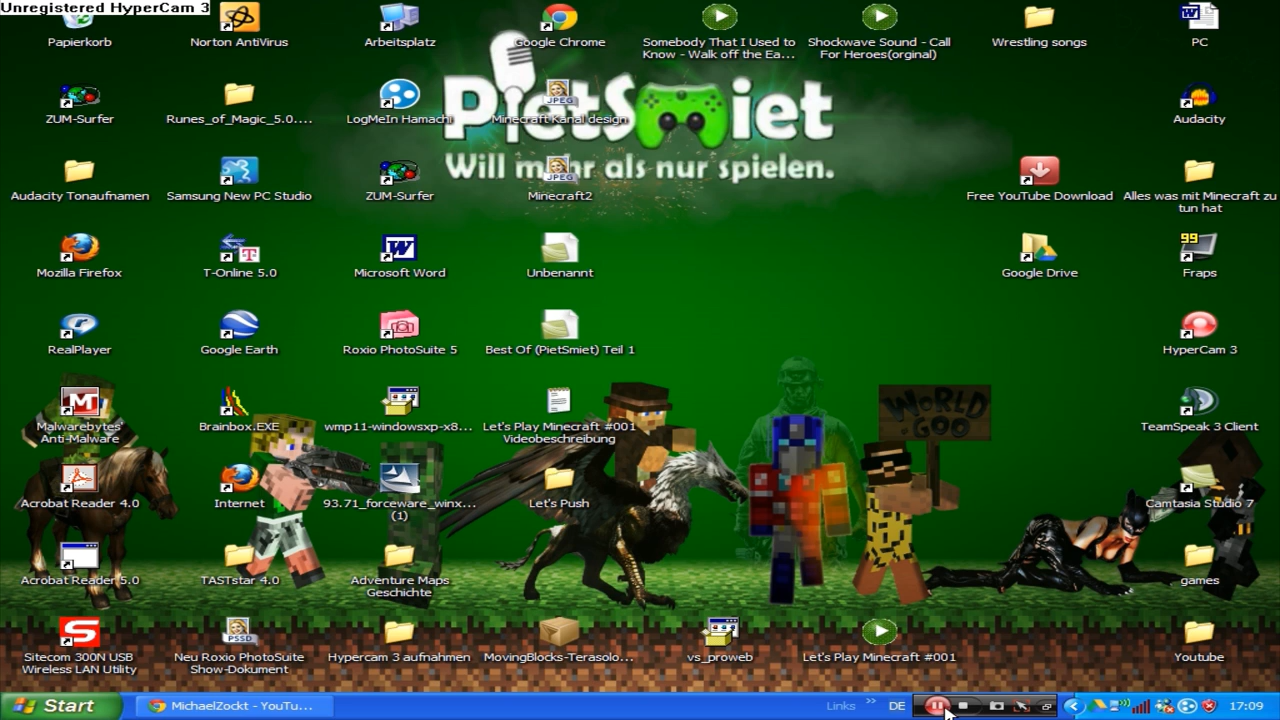 Unregistered HyperCam 3
Papierkorb
Norton AntiVirus
Arbeitsplatz
Google Chrome
Somebody That I Used to
Know - Walk off the Ea...
Shockwave Sound - Call
For Heroes(orginal)
Wrestling songs
PC
PietSmiet
Will mehr als nur spielen.
ZUM-Surfer
Runes_of_Magic_5.0....
LogMeIn Hamachi
JPEG
Minecraft Kanal design
Audacity
Audacity Tonaufnamen
Samsung New PC Studio
ZUM-Surfer
JPEG
Minecraft2
Free YouTube Download
Alles was mit Minecraft zu
tun hat
Mozilla Firefox
T-Online 5.0
Microsoft Word
Unbenannt
Google Drive
99
Fraps
RealPlayer
Google Earth
Roxio PhotoSuite 5
Best Of (PietSmiet) Teil 1
HyperCam 3
Malwarebytes'
Anti-Malware
Brainbox.EXE
wmp11-windowsxp-x8...
Let's Play Minecraft #001
Videobeschreibung
WORLD
OF
GOO
TeamSpeak 3 Client
Acrobat Reader 4.0
Internet
93.71_forceware_winx...
(1)
Let's Push
Camtasia Studio 7
Acrobat Reader 5.0
TASTstar 4.0
Adventure Maps
Geschichte
games
Sitecom 300N USB
Wireless LAN Utility
PSSD
Neu Roxio PhotoSuite
Show-Dokument
Hypercam 3 aufnahmen
MovingBlocks-Terasolo...
vs_proweb
Let's Play Minecraft #001
Youtube
Start
MichaelZockt - YouTu...
Links
DE
17:09